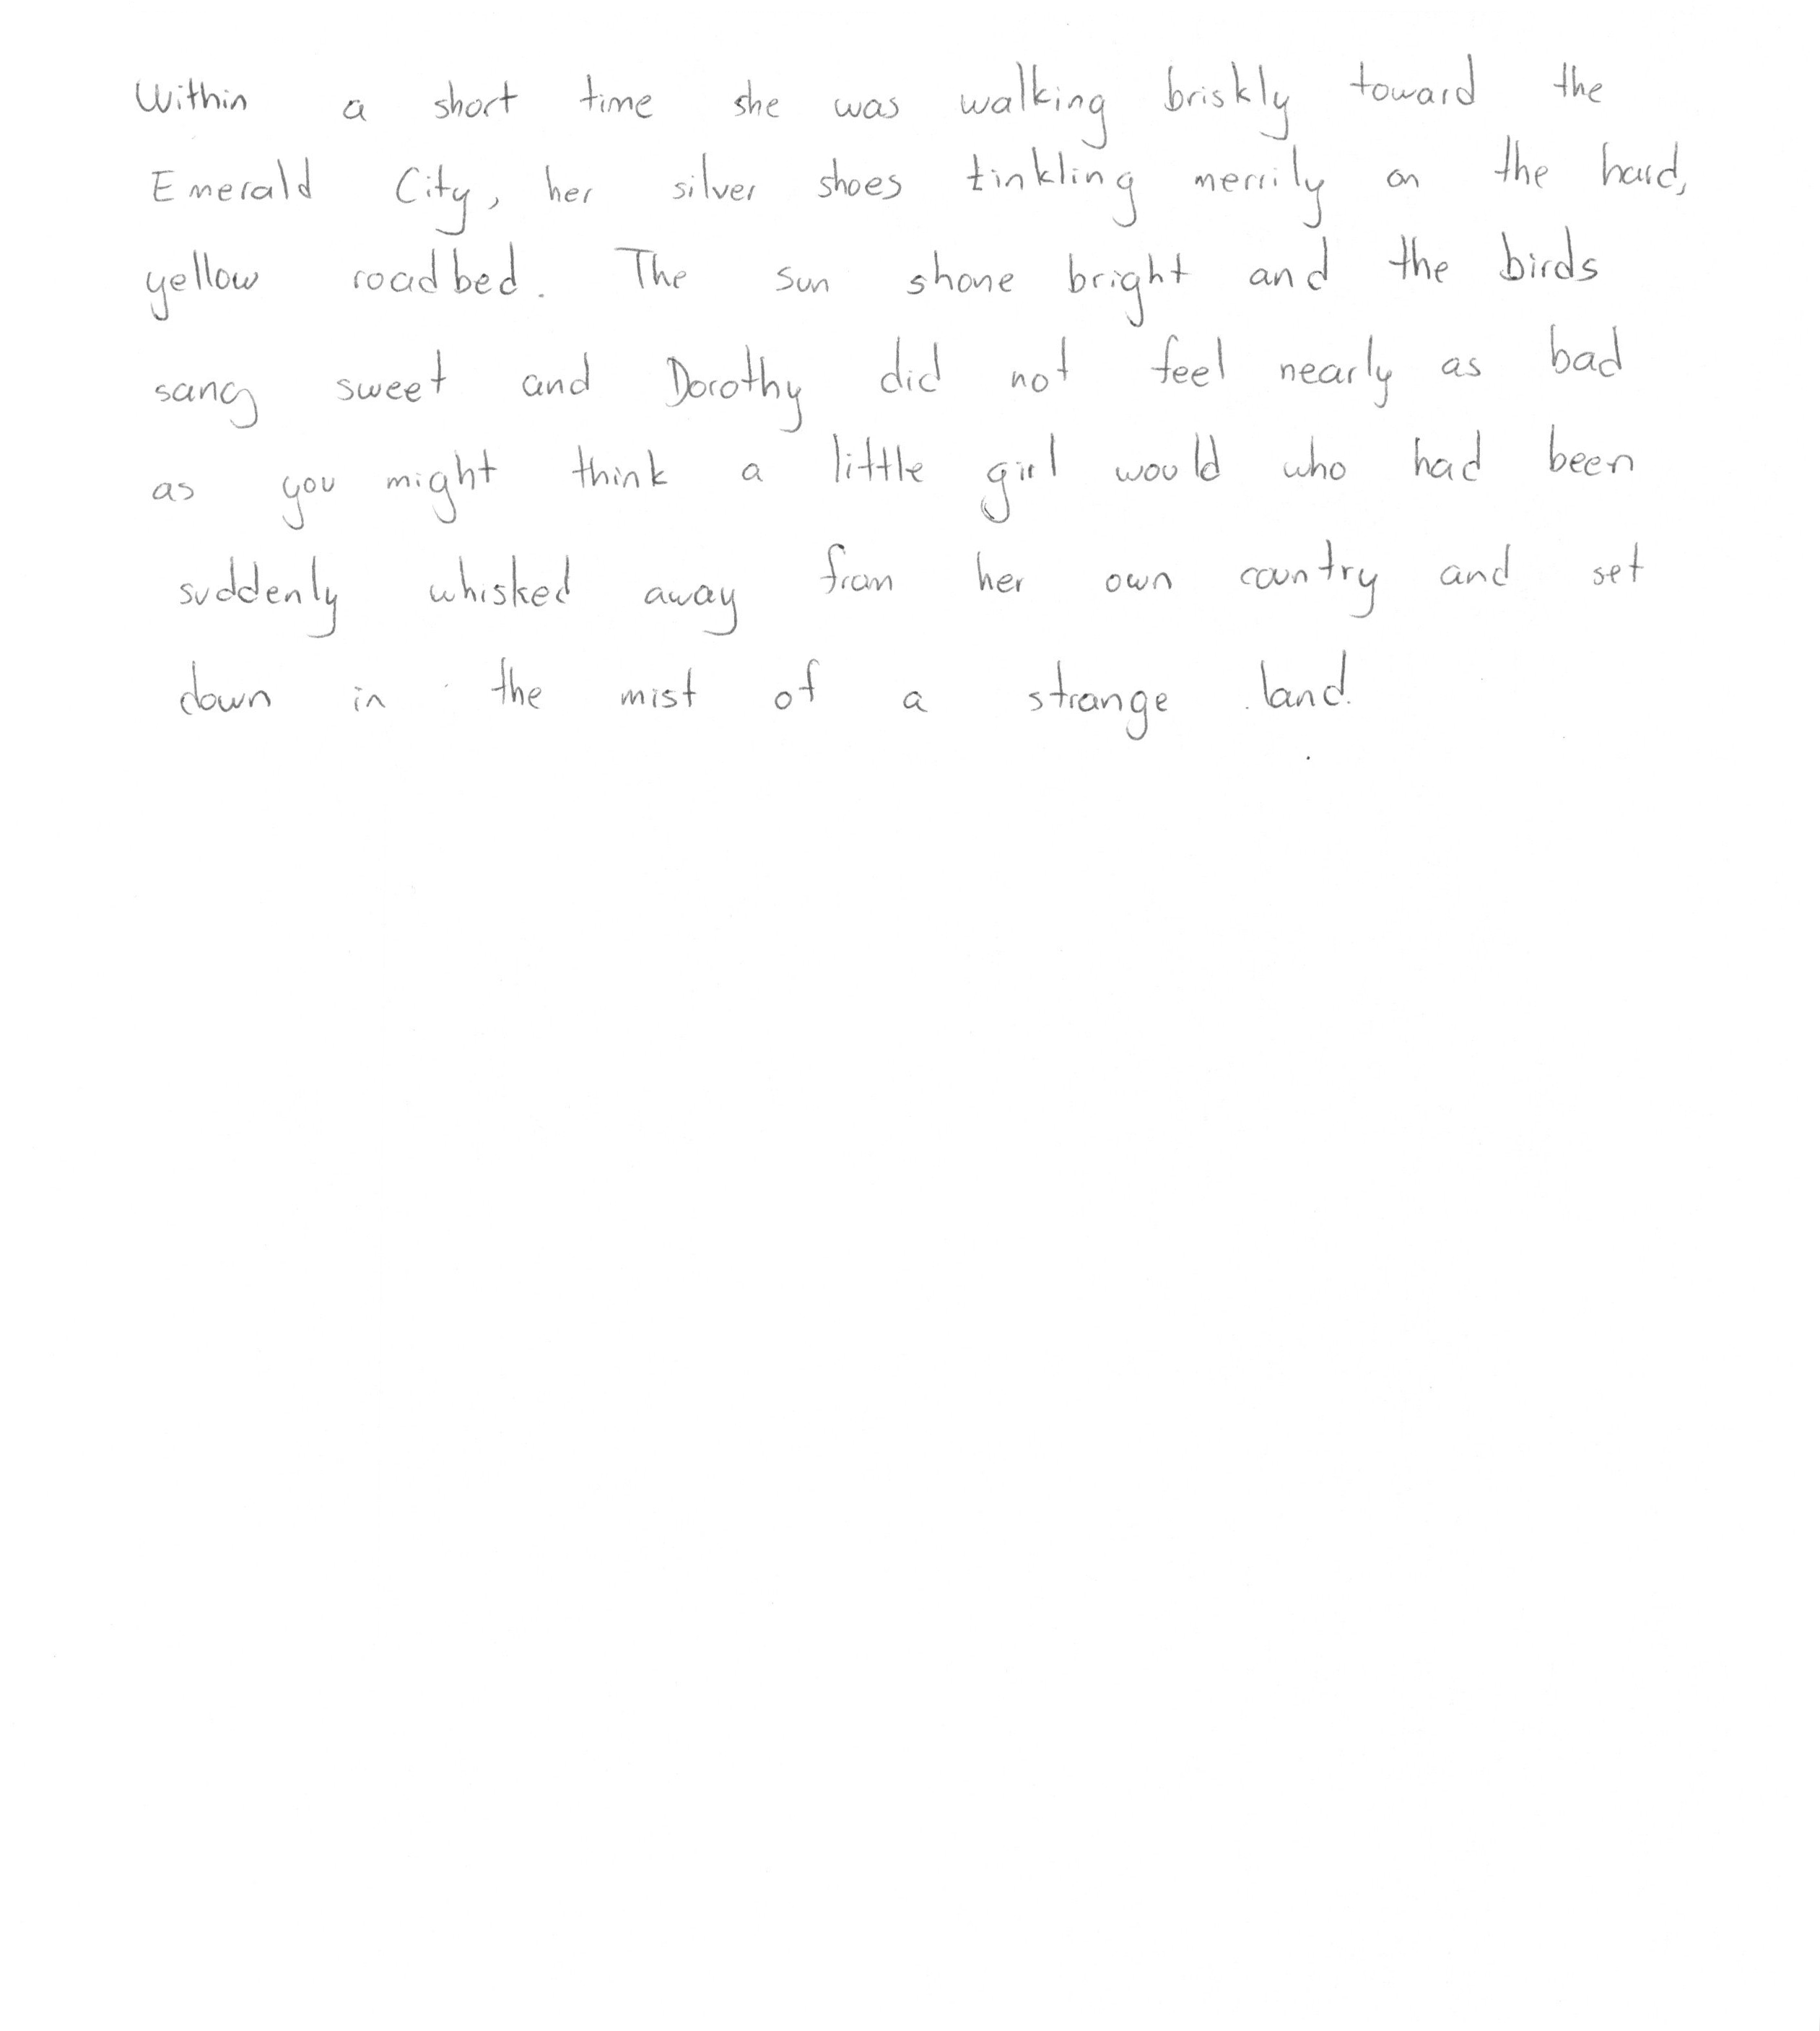 Within a short time she was walking briskly toward the
Emerald City, her silver shoes tinkling merrily on the hard,
yellow roadbed. The sun shone bright and the birds
sang sweet and Dorothy did not feel nearly as bad
as you might think a little girl would who had been
suddenly whisked away from her own country and set
down in the mist of a strange land.